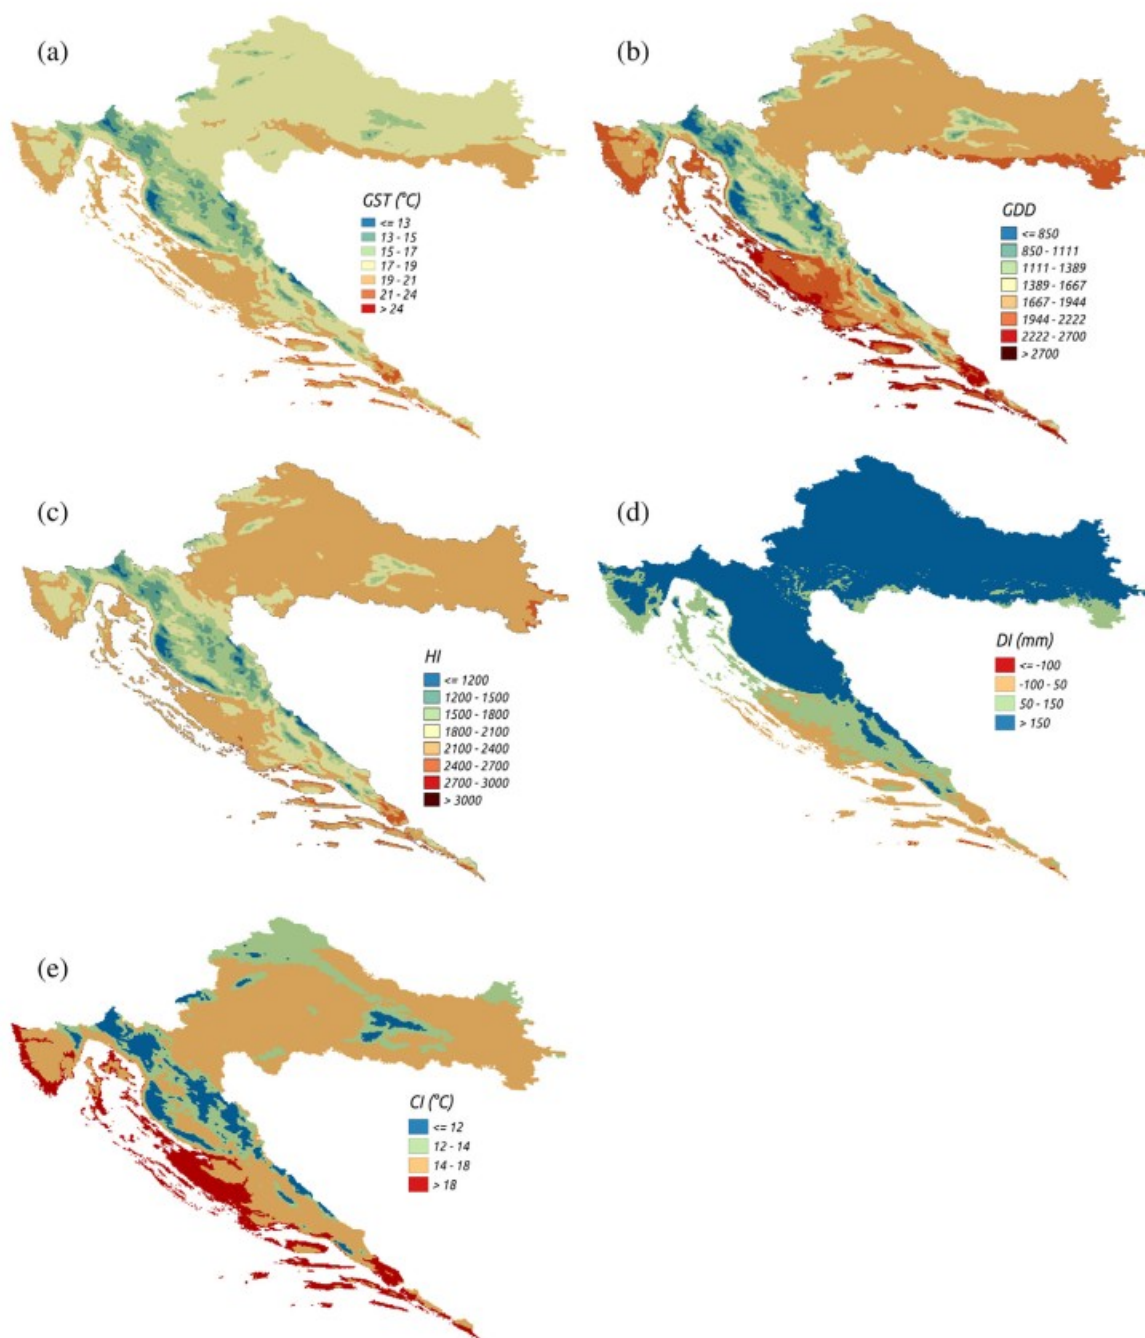 (a)
GST (°C)
<= 13
13 - 15
15 - 17
17 - 19
19 - 21
21 - 24
> 24
(b)
GDD
<= 850
850 - 1111
1111 - 1389
1389 - 1667
1667 - 1944
1944 - 2222
2222 - 2700
> 2700
(c)
HI
<= 1200
1200 - 1500
1500 - 1800
1800 - 2100
2100 - 2400
2400 - 2700
2700 - 3000
> 3000
(d)
DI (mm)
<= -100
-100 - 50
50 - 150
> 150
(e)
CI (°C)
<= 12
12 - 14
14 - 18
> 18